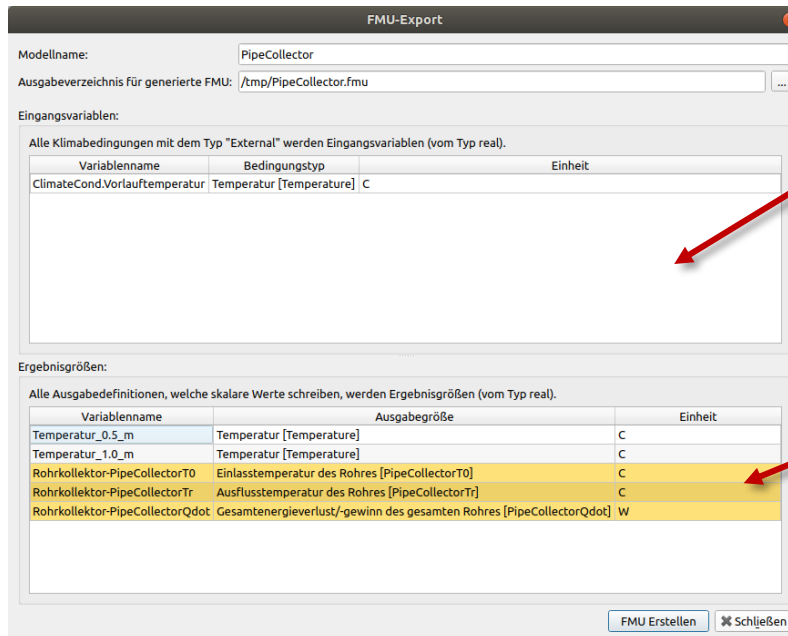 FMU-Export
Modellname: PipeCollector
Ausgabeverzeichnis für generierte FMU: /tmp/PipeCollector.fmu ...
Eingangsvariablen:
Alle Klimabedingungen mit dem Typ "External" werden Eingangsvariablen (vom Typ real).
Variablenname Bedingungstyp Einheit
ClimateCond.Vorlauftemperatur Temperatur [Temperature] C
Ergebnisgrößen:
Alle Ausgabedefinitionen, welche skalare Werte schreiben, werden Ergebnisgrößen (vom Typ real).
Variablenname Ausgabegröße Einheit
Temperatur_0.5_m Temperatur [Temperature] C
Temperatur_1.0_m Temperatur [Temperature] C
Rohrkollektor-PipeCollectorT0 Einlasstemperatur des Rohres [PipeCollectorT0] C
Rohrkollektor-PipeCollectorTr Ausflusstemperatur des Rohres [PipeCollectorTr] C
Rohrkollektor-PipeCollectorQdot Gesamtenergieverlust/-gewinn des gesamten Rohres [PipeCollectorQdot] W
FMU Erstellen Schließen